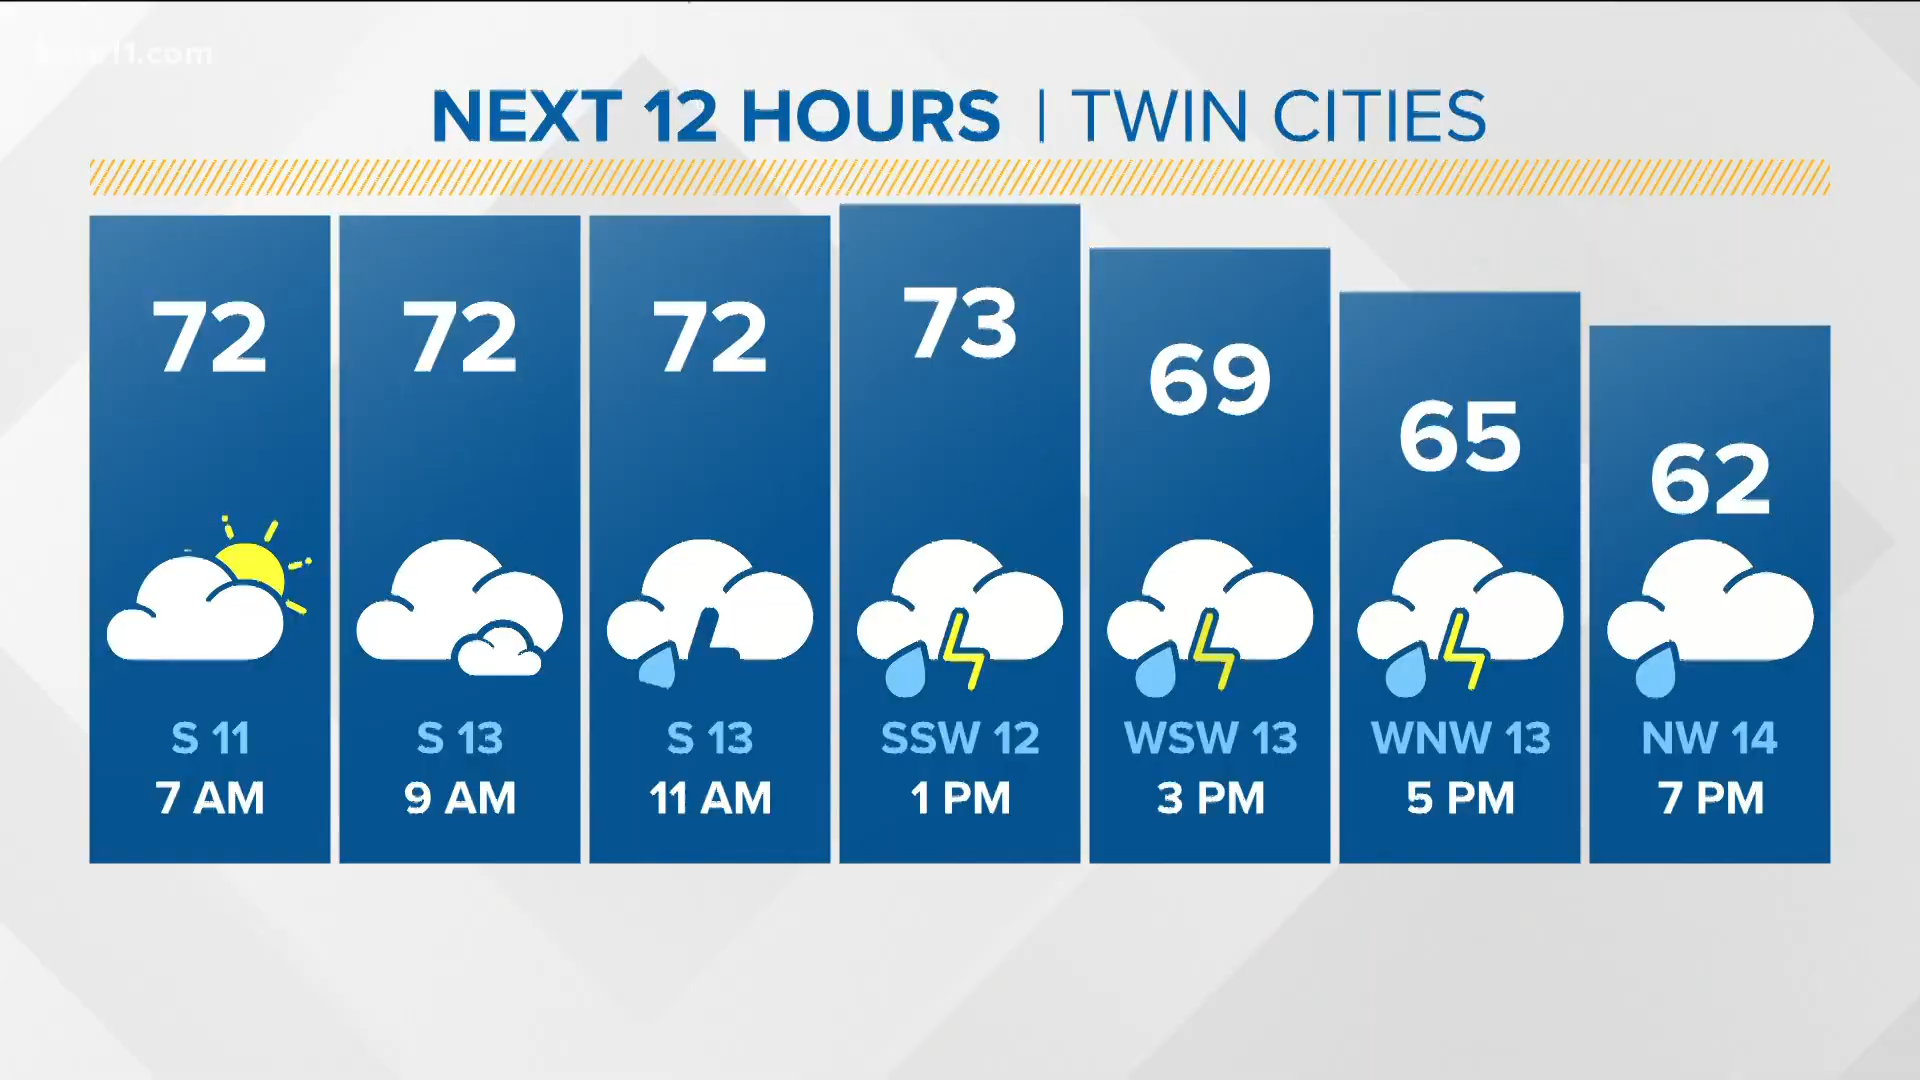 NEXT 12 HOURS | TWIN CITIES
72 72 72 73 69 65 62
S 11 S 13 S 13 SSW 12 WSW 13 WNW 13 NW 14
7 AM 9 AM 11 AM 1 PM 3 PM 5 PM 7 PM